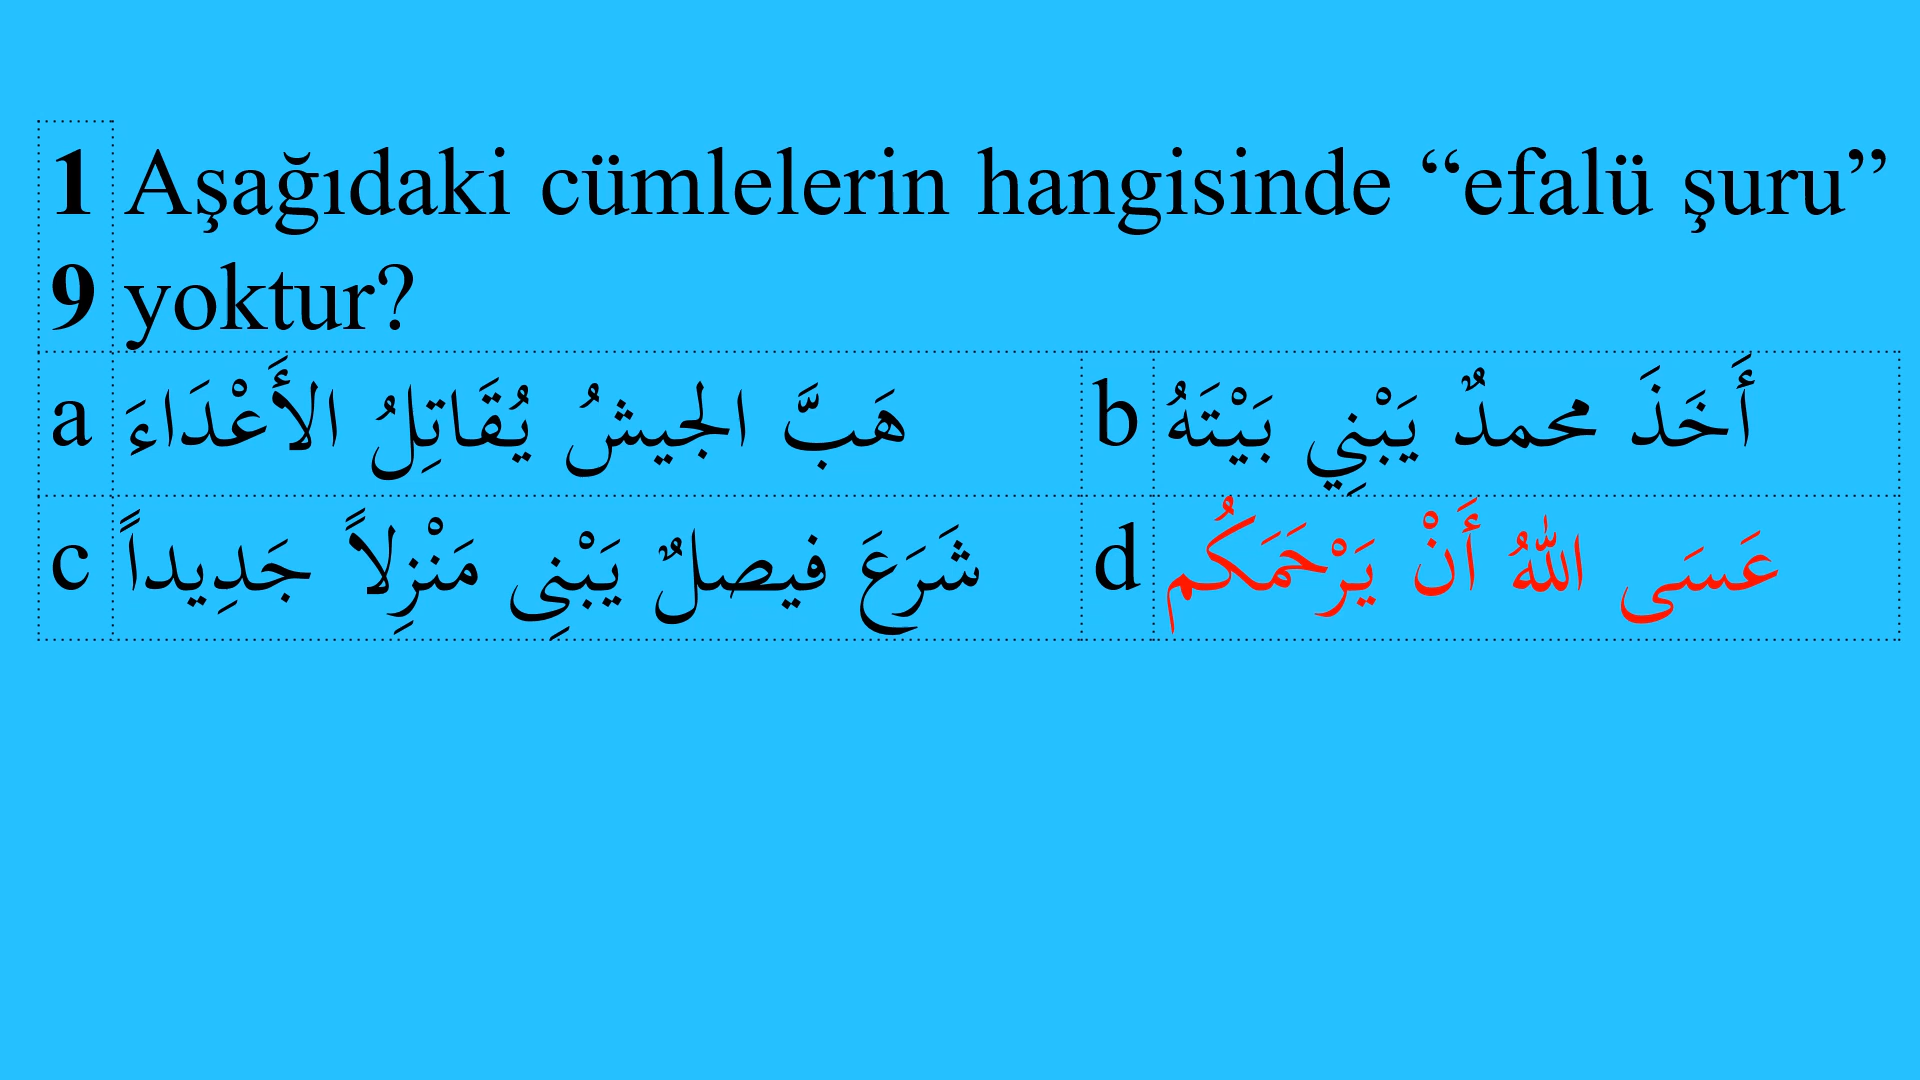 1 Aşağıdaki cümlelerin hangisinde “efalü şuru”
9 yoktur?
a هَبَّ الجيشُ يُقَاتِلُ الأَعْدَاءَ
b أَخَذَ محمدٌ يَبْنِي بَيْتَهُ
c شَرَعَ فيصلٌ يَبْنِى مَنْزِلاً جَدِيداً
d عَسَى اللهُ أَنْ يَرْحَمَكُم